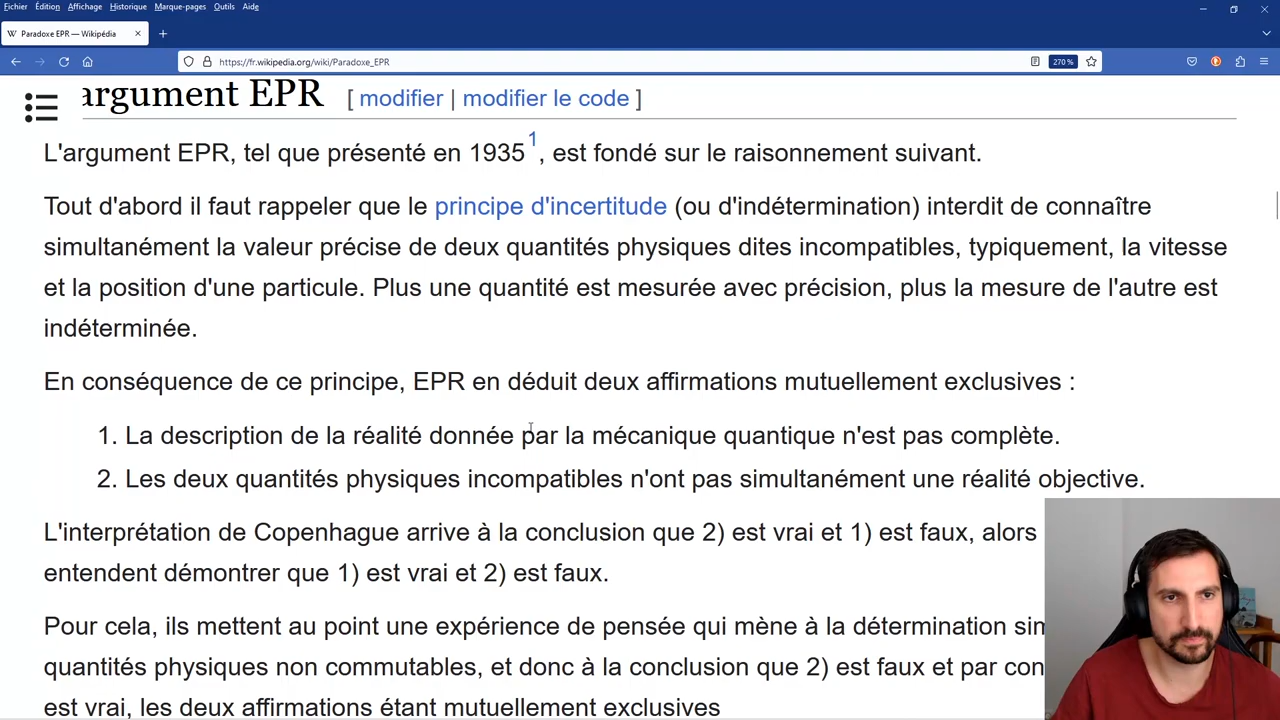 Fichier Édition Affichage Historique Marque-pages Outils Aide
W Paradoxe EPR — Wikipédia
https://fr.wikipedia.org/wiki/Paradoxe_EPR 270 %
argument EPR [ modifier | modifier le code ]
L'argument EPR, tel que présenté en 1935¹, est fondé sur le raisonnement suivant.
Tout d'abord il faut rappeler que le principe d'incertitude (ou d'indétermination) interdit de connaître
simultanément la valeur précise de deux quantités physiques dites incompatibles, typiquement, la vitesse
et la position d'une particule. Plus une quantité est mesurée avec précision, plus la mesure de l'autre est
indéterminée.
En conséquence de ce principe, EPR en déduit deux affirmations mutuellement exclusives :
1. La description de la réalité donnée par la mécanique quantique n'est pas complète.
2. Les deux quantités physiques incompatibles n'ont pas simultanément une réalité objective.
L'interprétation de Copenhague arrive à la conclusion que 2) est vrai et 1) est faux, alors
entendent démontrer que 1) est vrai et 2) est faux.
Pour cela, ils mettent au point une expérience de pensée qui mène à la détermination
quantités physiques non commutables, et donc à la conclusion que 2) est faux et par
est vrai, les deux affirmations étant mutuellement exclusives